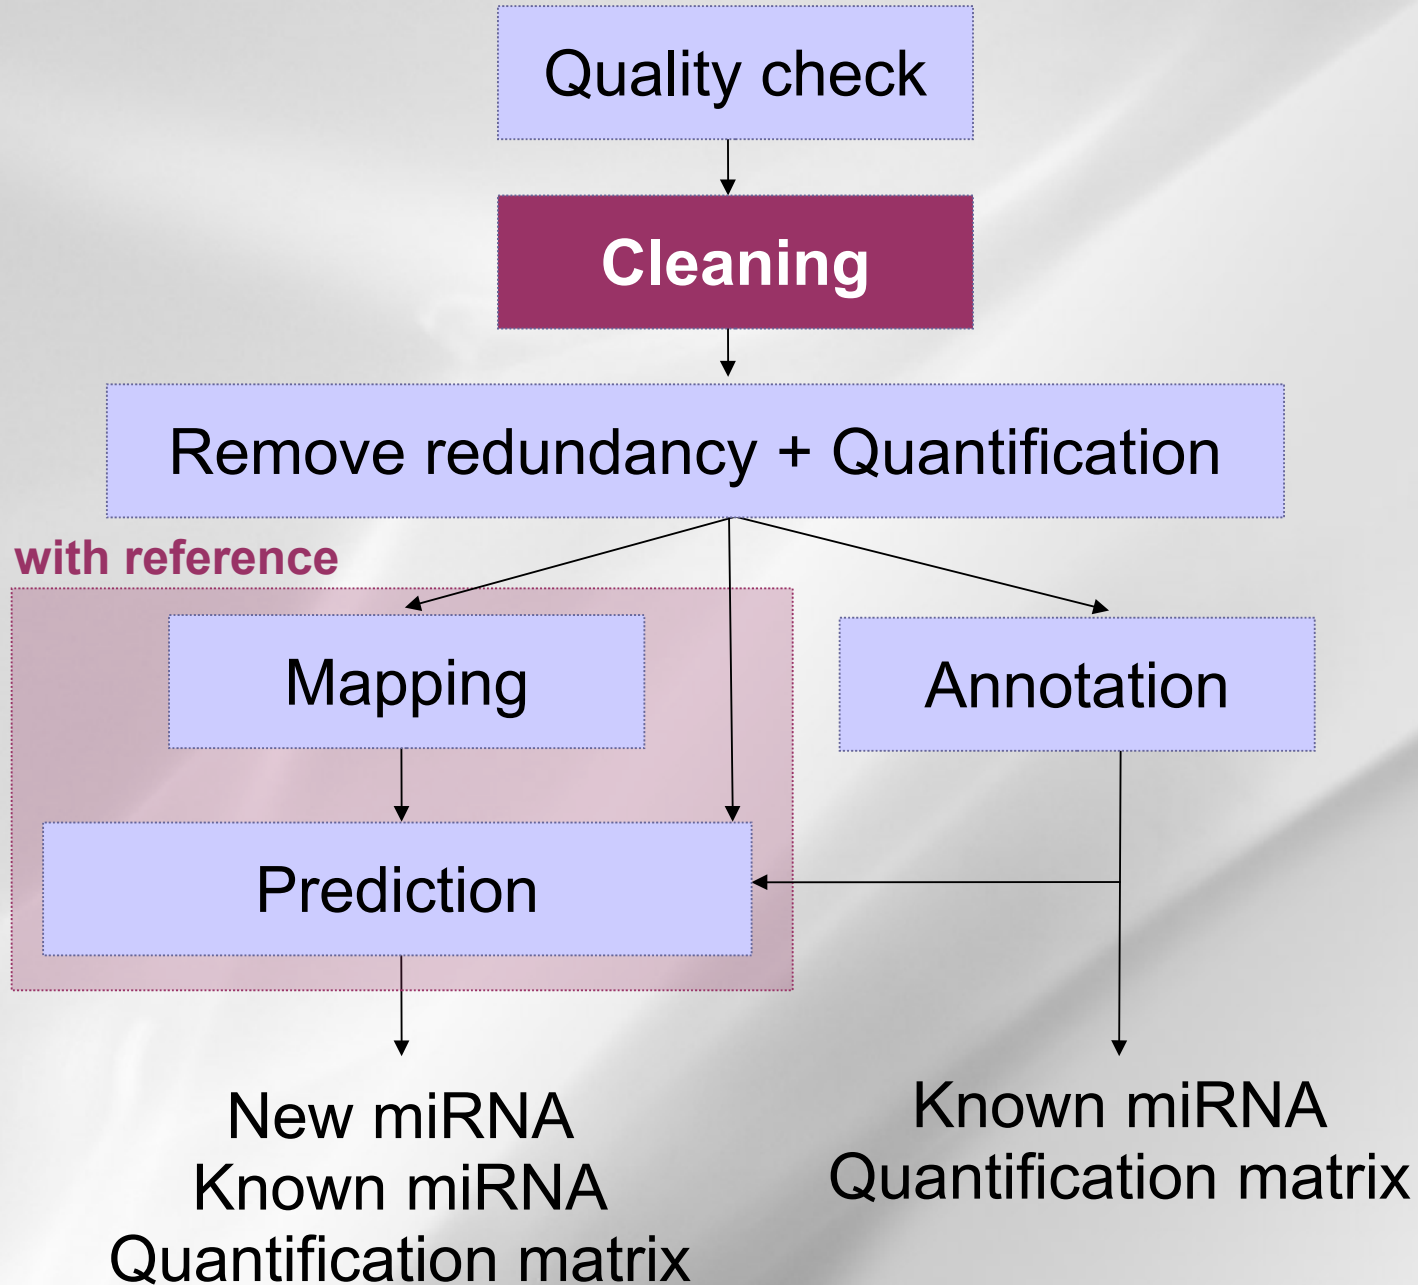 Quality check
Cleaning
Remove redundancy + Quantification
with reference
Mapping
Annotation
Prediction
New miRNA
Known miRNA
Quantification matrix
Known miRNA
Quantification matrix